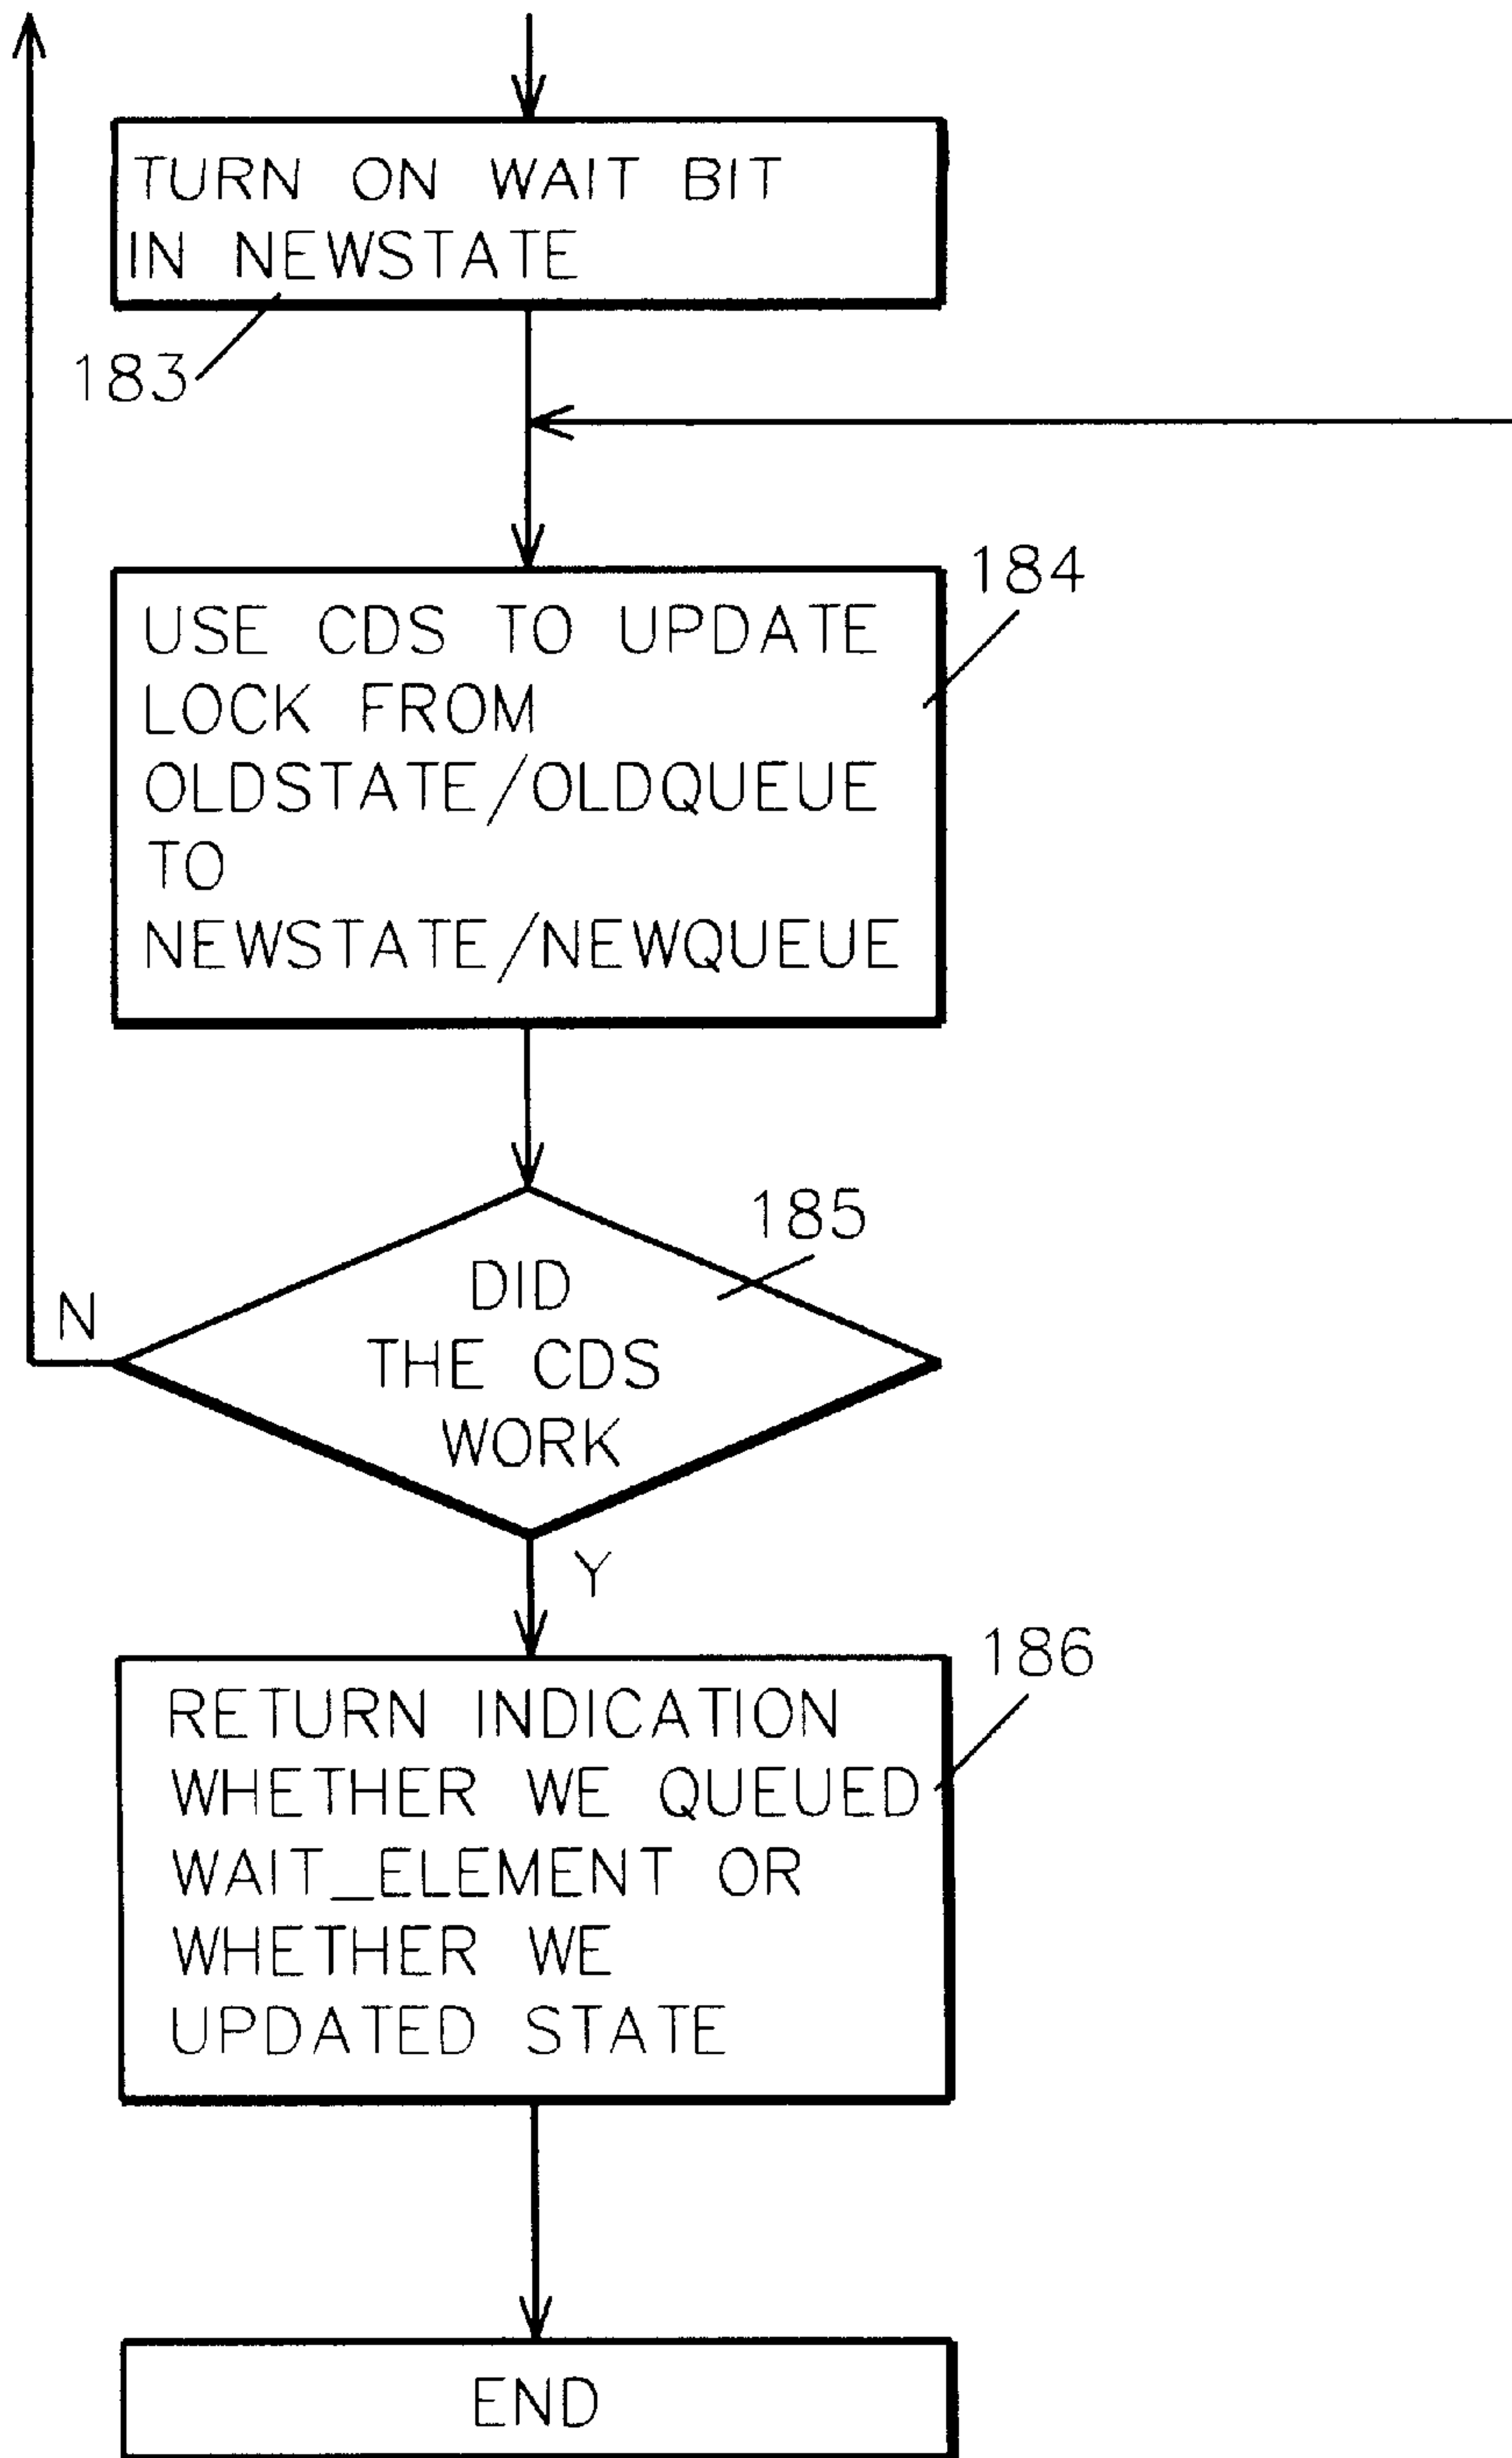 TURN ON WAIT BIT
IN NEWSTATE
183
184
USE CDS TO UPDATE
LOCK FROM
OLDSTATE/OLDQUEUE
TO
NEWSTATE/NEWQUEUE
185
DID
THE CDS
WORK
N
Y
186
RETURN INDICATION
WHETHER WE QUEUED
WAIT_ELEMENT OR
WHETHER WE
UPDATED STATE
END